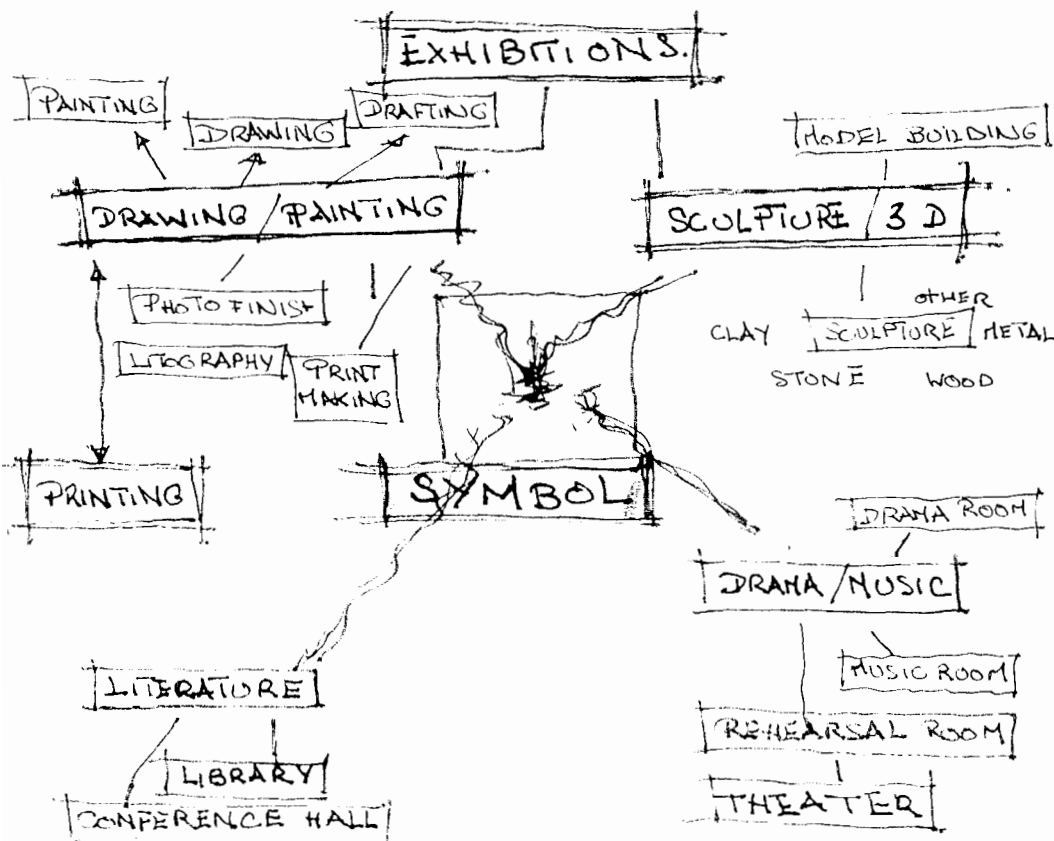 EXHIBITIONS.
PAINTING
DRAWING
DRAFTING
MODEL BUILDING
DRAWING / PAINTING
SCULPTURE / 3 D
PHOTO FINISH
LITOGRAPHY
PRINT
MAKING
OTHER
CLAY
SCULPTURE
METAL
STONE
WOOD
PRINTING
SYMBOL
DRAMA ROOM
DRAMA / MUSIC
MUSIC ROOM
LITERATURE
REHEARSAL ROOM
LIBRARY
THEATER
CONFERENCE HALL